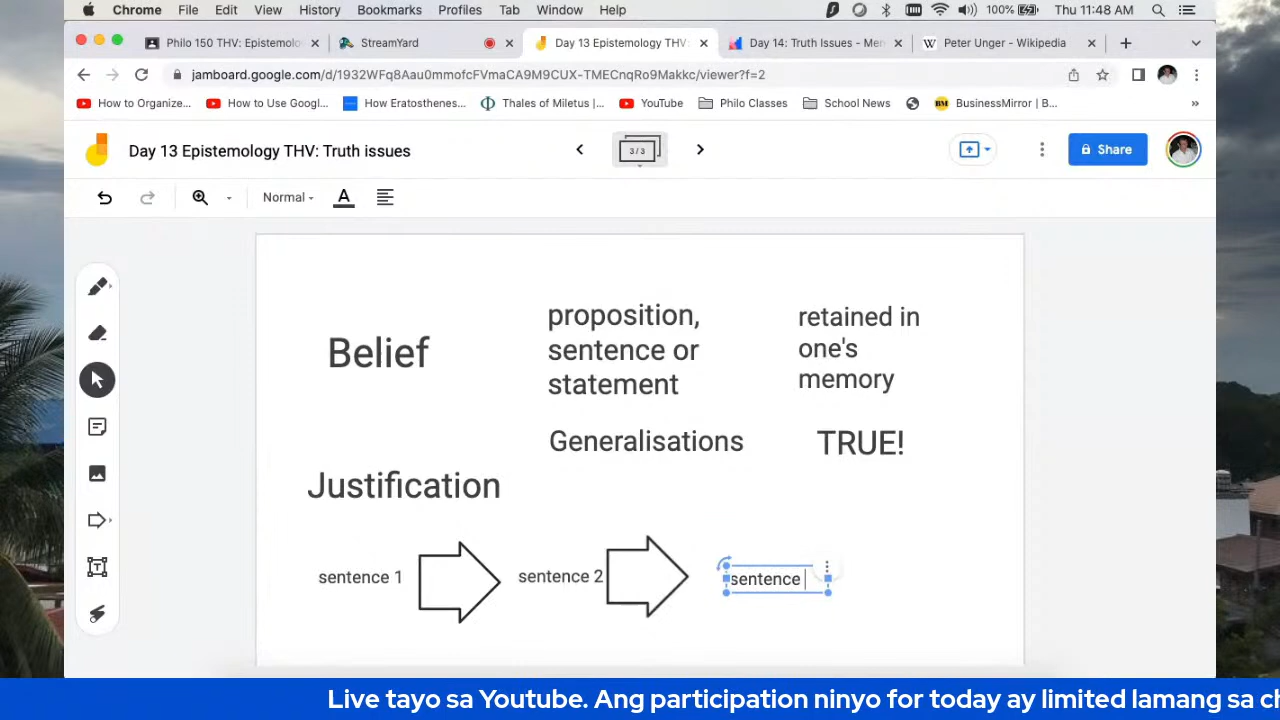 Chrome File Edit View History Bookmarks Profiles Tab Window Help 100% Thu 11:48 AM
Philo 150 THV: Epistemolo StreamYard Day 13 Epistemology THV: Day 14: Truth Issues - Men Peter Unger - Wikipedia
jamboard.google.com/d/1932WFq8Aau0mmofcFVmaCA9M9CUX-TMECnqRo9Makkc/viewer?f=2
How to Organize... How to Use Googl... How Eratosthenes... Thales of Miletus |... YouTube Philo Classes School News BM BusinessMirror | B... »
Day 13 Epistemology THV: Truth issues 3 / 3 Share
Normal A
Belief
proposition,
sentence or
statement
retained in
one's
memory
Generalisations
TRUE!
Justification
sentence 1
sentence 2
sentence
Live tayo sa Youtube. Ang participation ninyo for today ay limited lamang sa